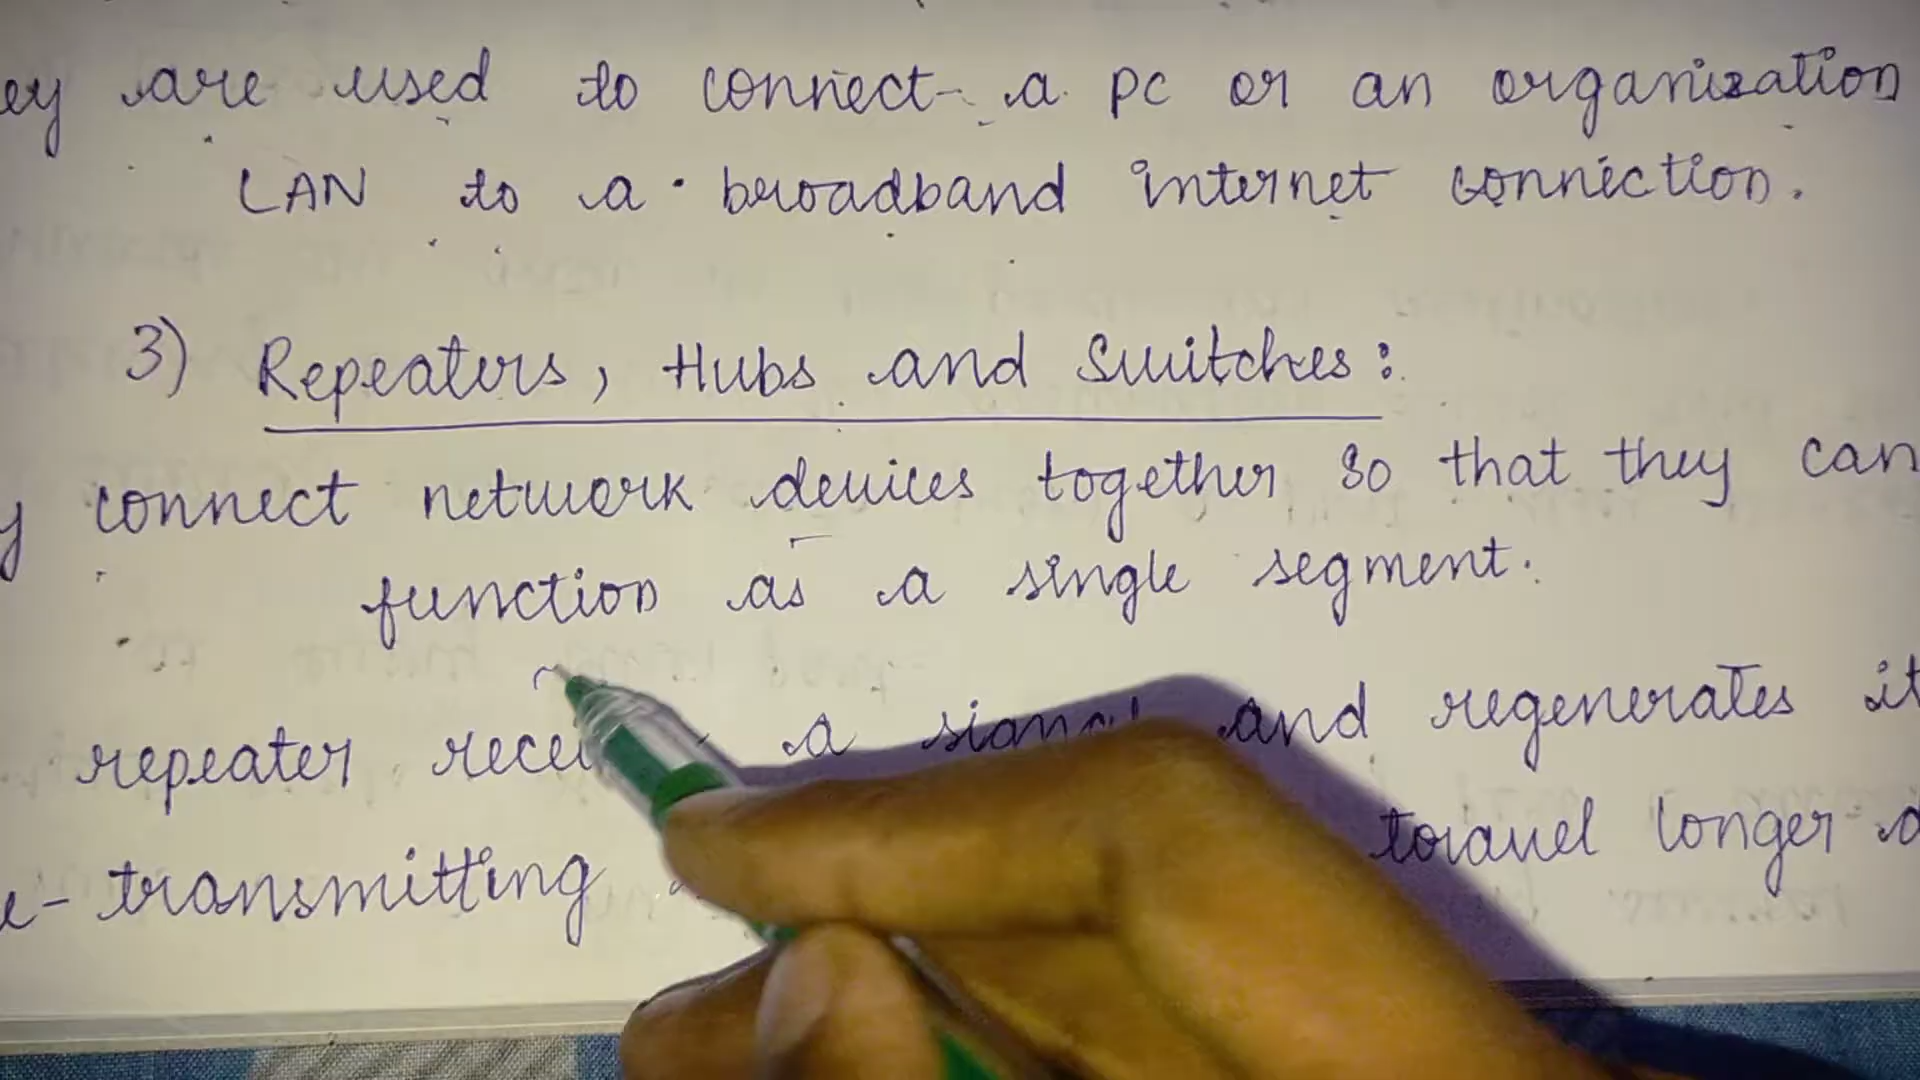 are used to connect a PC or an organization
LAN to a broadband internet connection.
3) Repeaters, Hubs and Switches:
connect network devices together so that they can
function as a single segment.
repeater a and regenerates it
transmitting travel longer